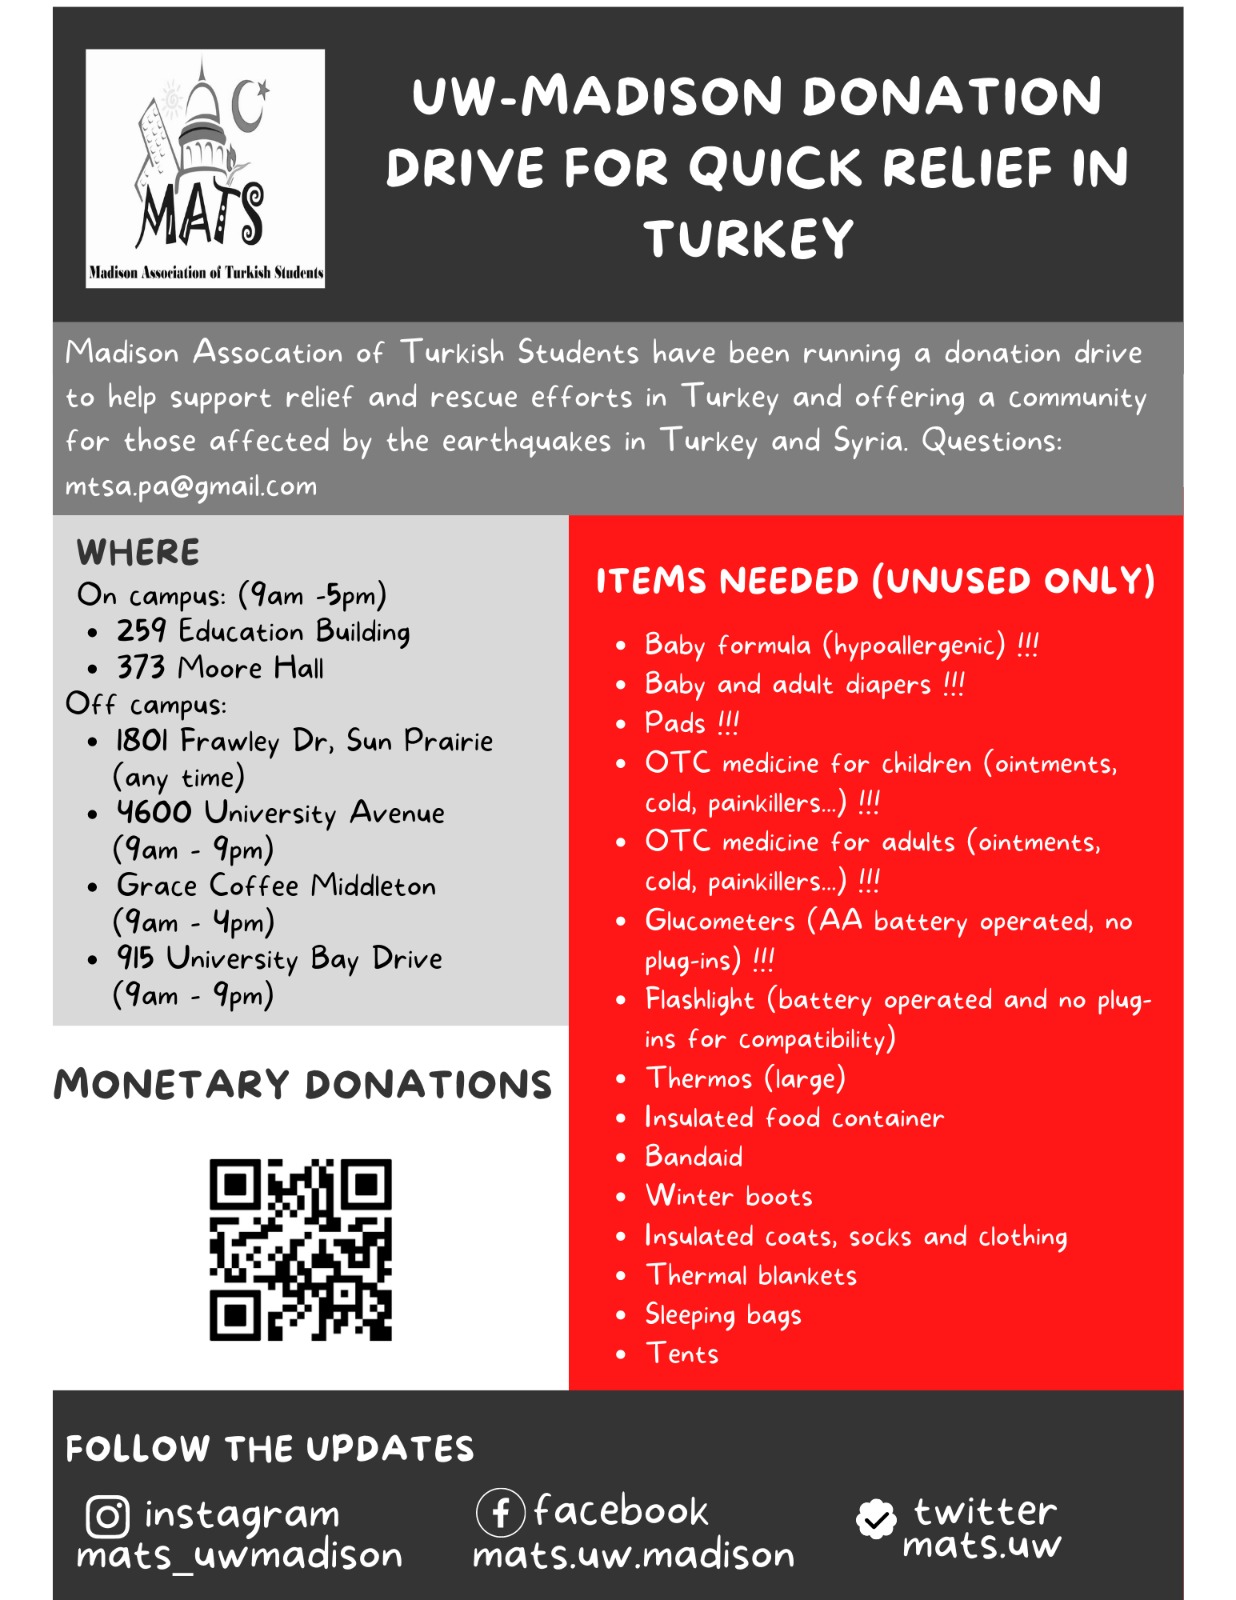 MATS
Madison Association of Turkish Students
UW-MADISON DONATION
DRIVE FOR QUICK RELIEF IN
TURKEY
Madison Assocation of Turkish Students have been running a donation drive
to help support relief and rescue efforts in Turkey and offering a community
for those affected by the earthquakes in Turkey and Syria. Questions:
mtsa.pa@gmail.com
WHERE
On campus: (9am -5pm)
• 259 Education Building
• 373 Moore Hall
Off campus:
• 1801 Frawley Dr, Sun Prairie
(any time)
• 4600 University Avenue
(9am - 9pm)
• Grace Coffee Middleton
(9am - 4pm)
• 915 University Bay Drive
(9am - 9pm)
MONETARY DONATIONS
ITEMS NEEDED (UNUSED ONLY)
• Baby formula (hypoallergenic) !!!
• Baby and adult diapers !!!
• Pads !!!
• OTC medicine for children (ointments,
cold, painkillers...) !!!
• OTC medicine for adults (ointments,
cold, painkillers...) !!!
• Glucometers (AA battery operated, no
plug-ins) !!!
• Flashlight (battery operated and no plug-
ins for compatibility)
• Thermos (large)
• Insulated food container
• Bandaid
• Winter boots
• Insulated coats, socks and clothing
• Thermal blankets
• Sleeping bags
• Tents
FOLLOW THE UPDATES
instagram
mats_uwmadison
facebook
mats.uw.madison
twitter
mats.uw